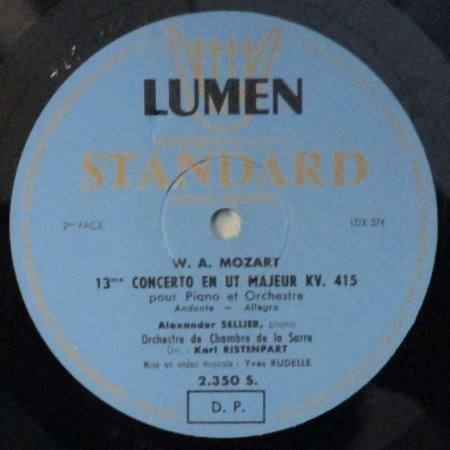 LUMEN
STANDARD
2me FACE
LDX 374
W. A. MOZART
13me CONCERTO EN UT MAJEUR KV. 415
pour Piano et Orchestre
Andante — Allegro
Alexander SELLIER, piano
Orchestre de Chambre de la Sarre
Dir.: Karl RISTENPART
Mise en ondes musicale : Yves RUDELLE
2.350 S.
D. P.